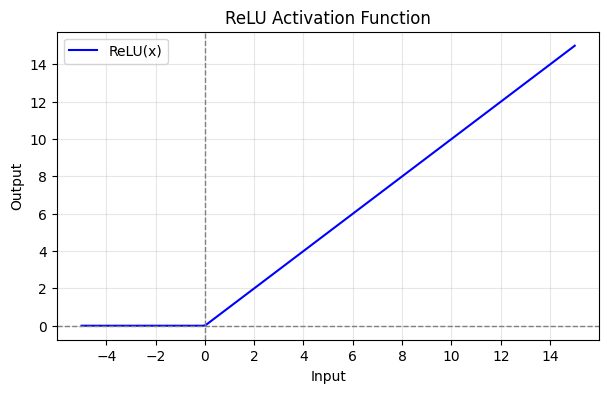 ReLU Activation Function
ReLU(x)
14
12
10
8
6
4
2
0
Output
−4 −2 0 2 4 6 8 10 12 14
Input